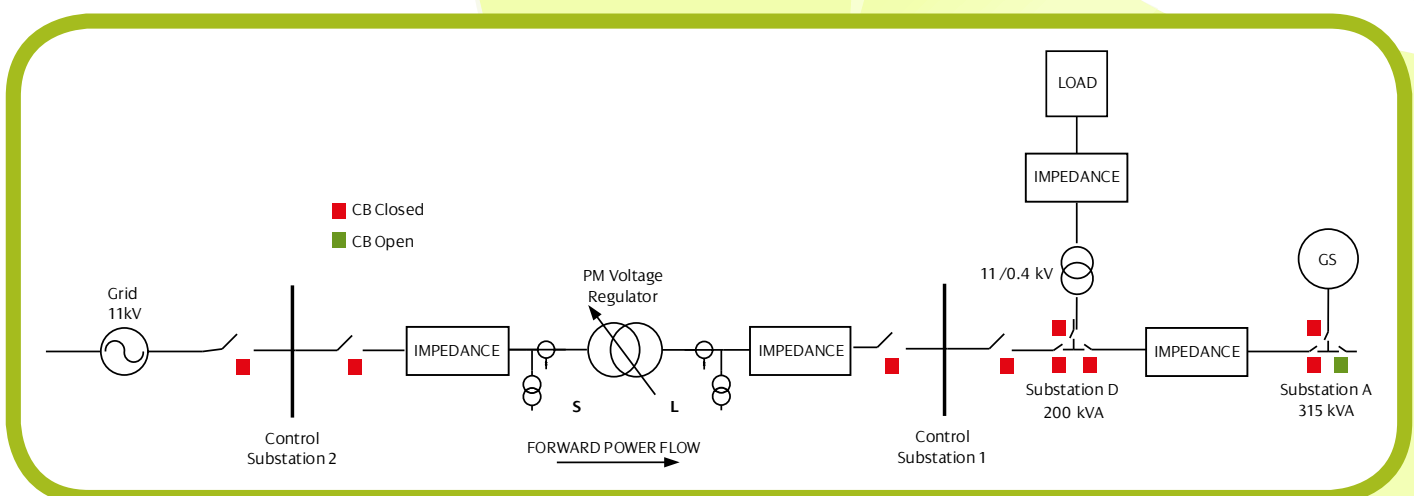 LOAD
IMPEDANCE
CB Closed
CB Open
Grid
11kV
PM Voltage
Regulator
11 /0.4 kV
GS
IMPEDANCE
IMPEDANCE
IMPEDANCE
S
L
Substation D
200 kVA
Substation A
315 kVA
Control
Substation 2
FORWARD POWER FLOW
Control
Substation 1